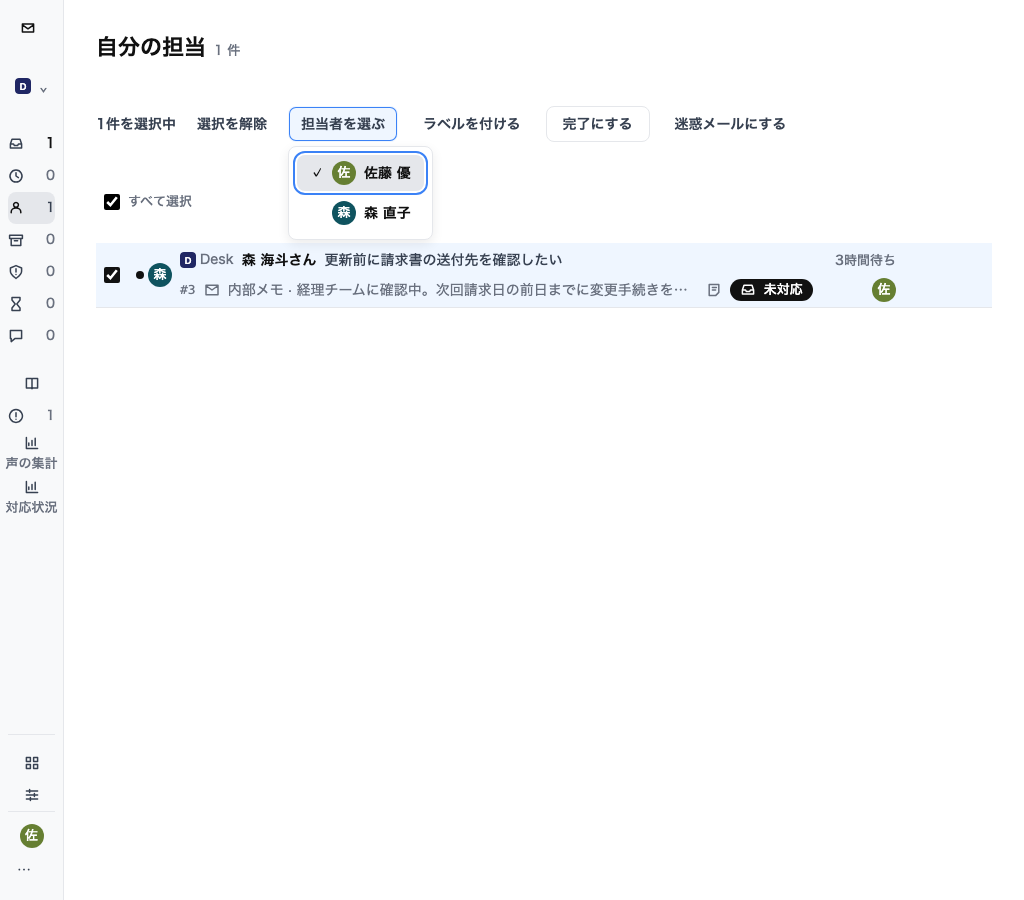 自分の担当 1 件
D
1件を選択中 選択を解除 担当者を選ぶ ラベルを付ける 完了にする 迷惑メールにする
✓ 佐 佐藤 優
森 森 直子
すべて選択
D Desk 森 海斗さん 更新前に請求書の送付先を確認したい 3時間待ち
森
#3 内部メモ · 経理チームに確認中。次回請求日の前日までに変更手続きを… 未対応 佐
1
0
1
0
0
0
0
1
声の集計
対応状況
佐
…